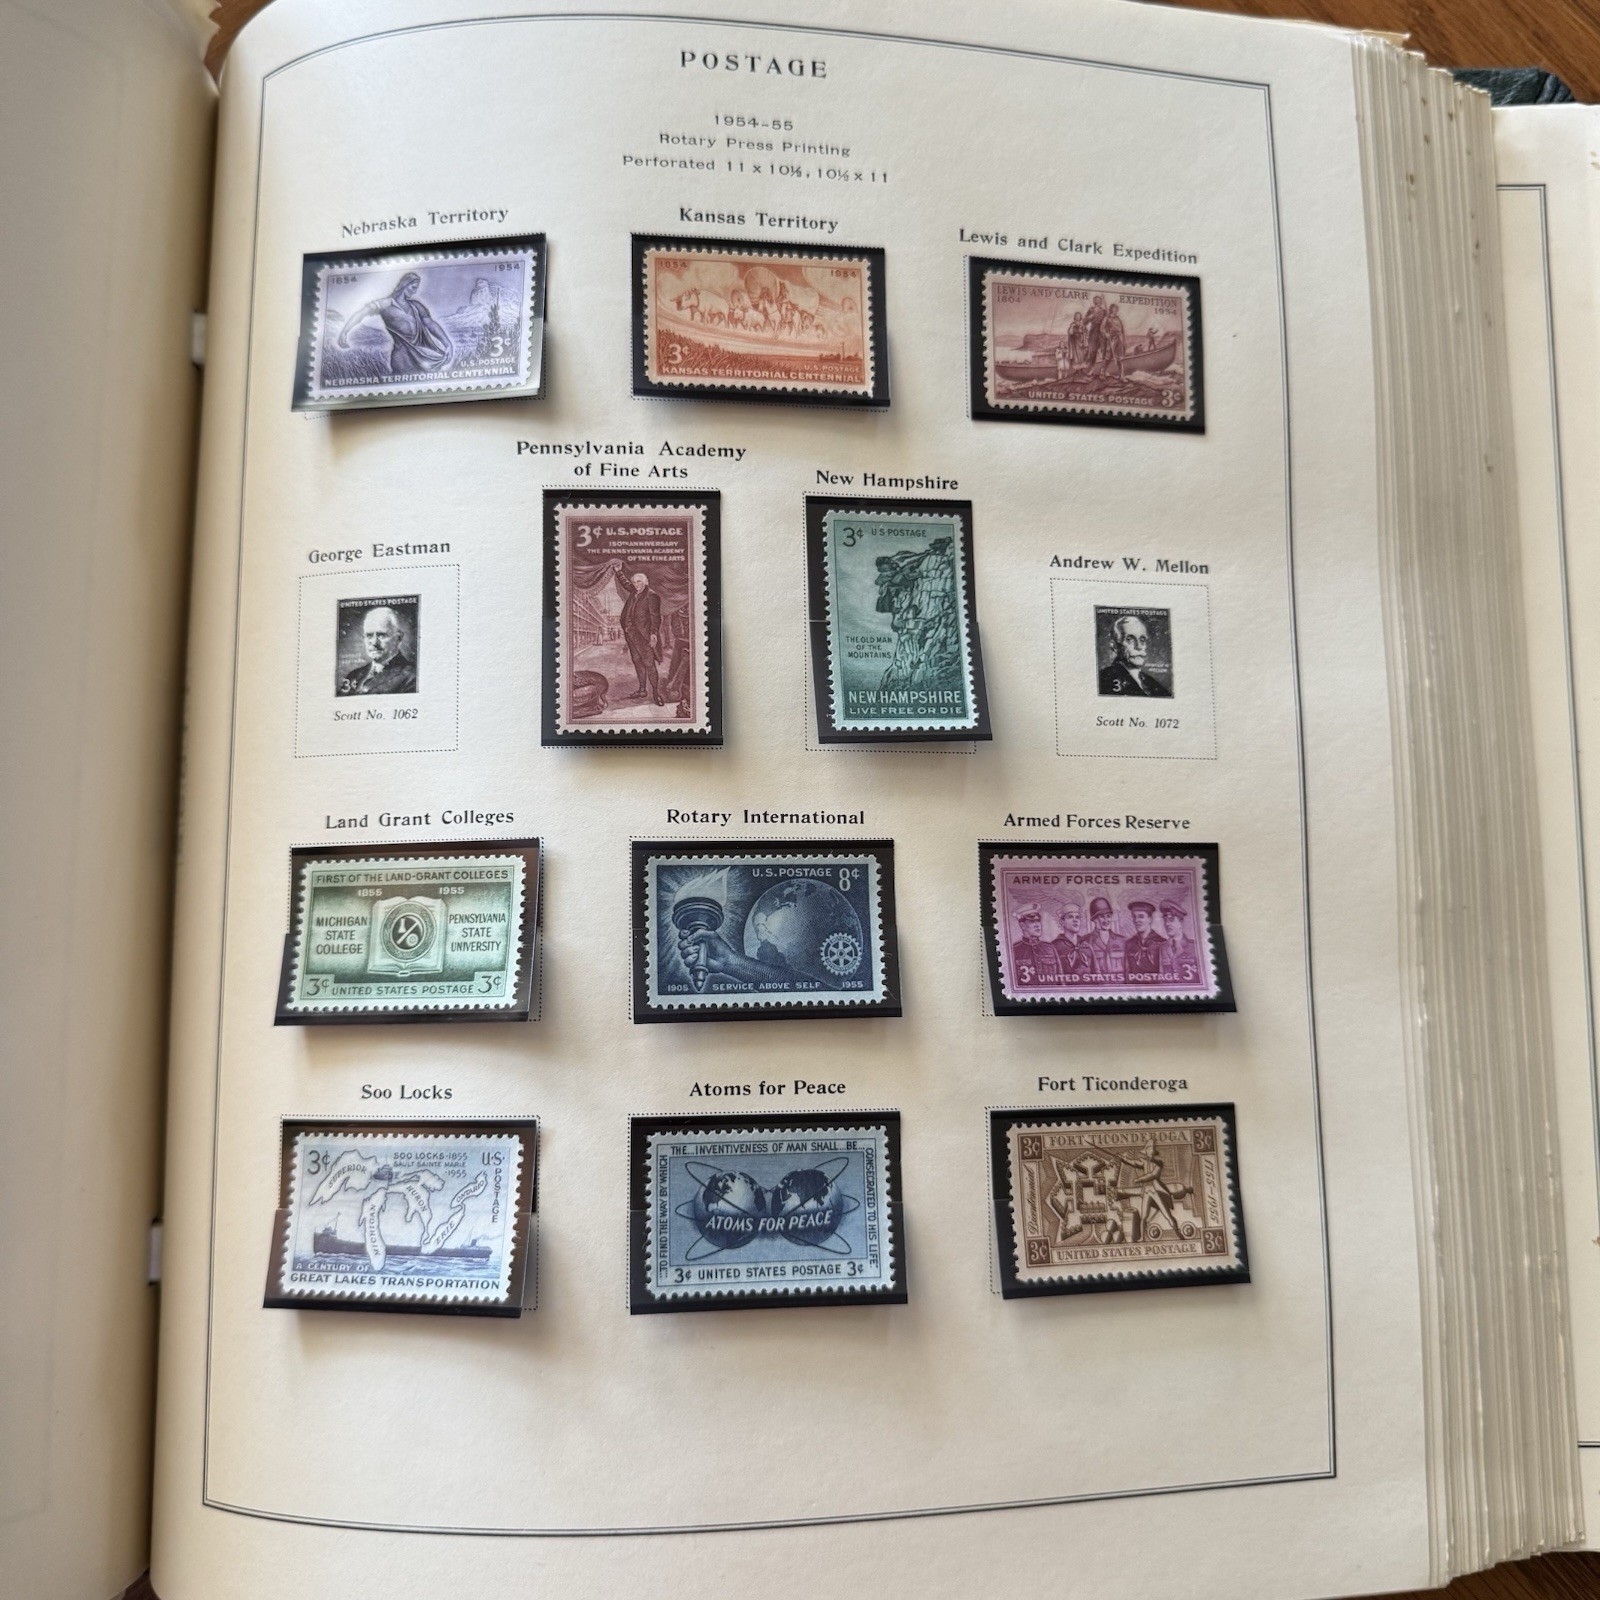 POSTAGE
1954-55
Rotary Press Printing
Perforated 11 x 10½, 10½ x 11
Nebraska Territory
1854
1954
3¢
U.S. POSTAGE
NEBRASKA TERRITORIAL CENTENNIAL
Kansas Territory
1854
1954
3¢
U.S. POSTAGE
KANSAS TERRITORIAL CENTENNIAL
Lewis and Clark Expedition
LEWIS AND CLARK EXPEDITION
1804
1954
UNITED STATES POSTAGE 3¢
George Eastman
UNITED STATES POSTAGE
3¢
Scott No. 1062
Pennsylvania Academy
of Fine Arts
3¢ U.S. POSTAGE
150TH ANNIVERSARY
THE PENNSYLVANIA ACADEMY
OF THE FINE ARTS
New Hampshire
3¢ U S POSTAGE
THE OLD MAN
OF THE
MOUNTAINS
NEW HAMPSHIRE
LIVE FREE OR DIE
Andrew W. Mellon
UNITED STATES POSTAGE
3¢
Scott No. 1072
Land Grant Colleges
FIRST OF THE LAND-GRANT COLLEGES
1855
1955
MICHIGAN
STATE
COLLEGE
PENNSYLVANIA
STATE
UNIVERSITY
3¢ UNITED STATES POSTAGE 3¢
Rotary International
U.S. POSTAGE 8¢
1905 SERVICE ABOVE SELF 1955
Armed Forces Reserve
ARMED FORCES RESERVE
3¢ UNITED STATES POSTAGE 3¢
Soo Locks
3¢
SOO LOCKS·1855
SAULT SAINTE MARIE
·1955
U.S.
POSTAGE
SUPERIOR
MICHIGAN
HURON
ERIE
ONTARIO
A CENTURY OF
GREAT LAKES TRANSPORTATION
Atoms for Peace
THE...INVENTIVENESS OF MAN SHALL..BE
CONSECRATED TO HIS LIFE.
..TO FIND THE WAY BY WHICH
ATOMS FOR PEACE
3¢ UNITED STATES POSTAGE 3¢
Fort Ticonderoga
3¢ FORT TICONDEROGA 3¢
Bicentennial
1755-1955
3¢ UNITED STATES POSTAGE 3¢